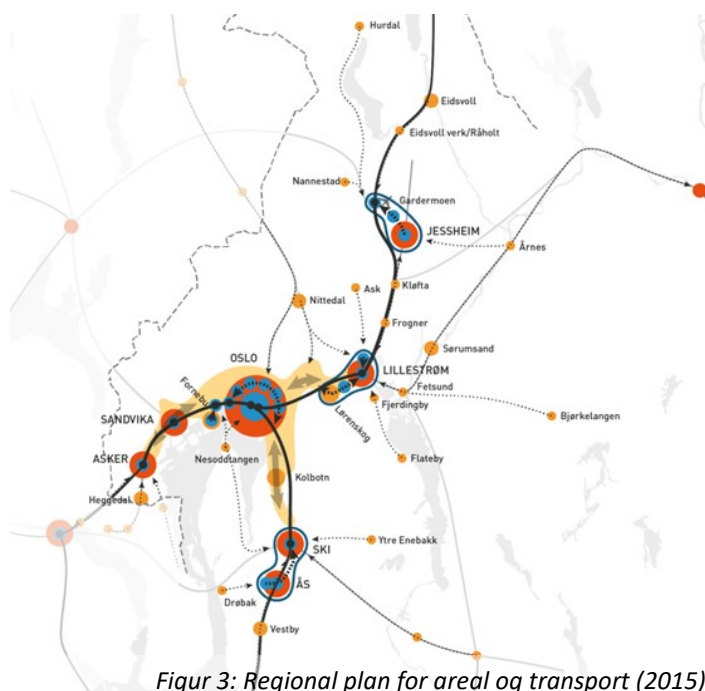 Hurdal
Eidsvoll
Eidsvoll verk/Råholt
Nannestad
Gardermoen
JESSHEIM
Årnes
Kløfta
Ask
Nittedal
Frogner
Sørumsand
OSLO
LILLESTRØM
Fetsund
Fornebu
Lørenskog
Fjerdingby
Bjørkelangen
SANDVIKA
ASKER
Nesoddtangen
Flateby
Heggedal
Kolbotn
Ytre Enebakk
SKI
ÅS
Drøbak
Vestby
Figur 3: Regional plan for areal og transport (2015)